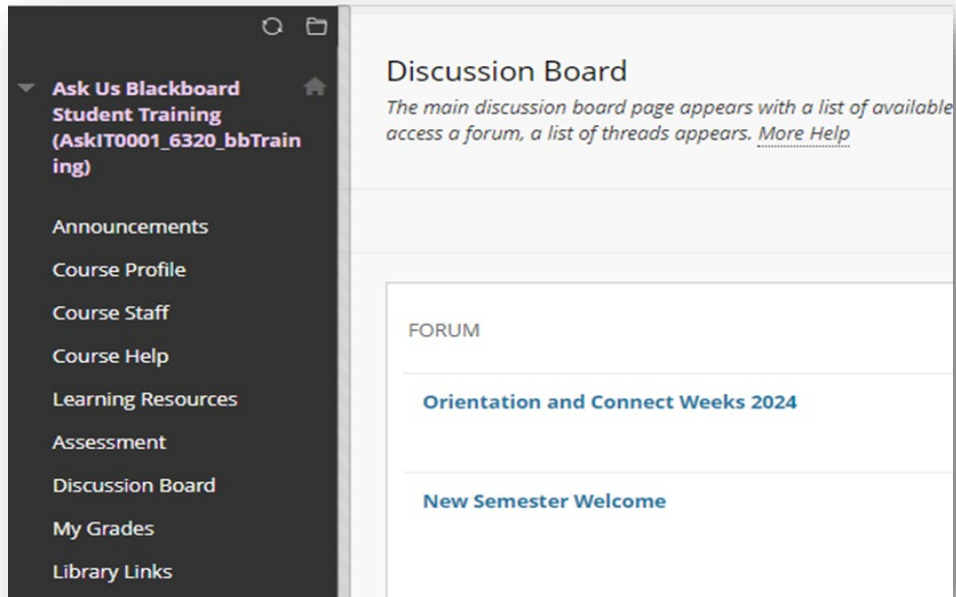 Ask Us Blackboard
Student Training
(AskIT0001_6320_bbTrain
ing)
Announcements
Course Profile
Course Staff
Course Help
Learning Resources
Assessment
Discussion Board
My Grades
Library Links
Discussion Board
The main discussion board page appears with a list of available
access a forum, a list of threads appears. More Help
FORUM
Orientation and Connect Weeks 2024
New Semester Welcome